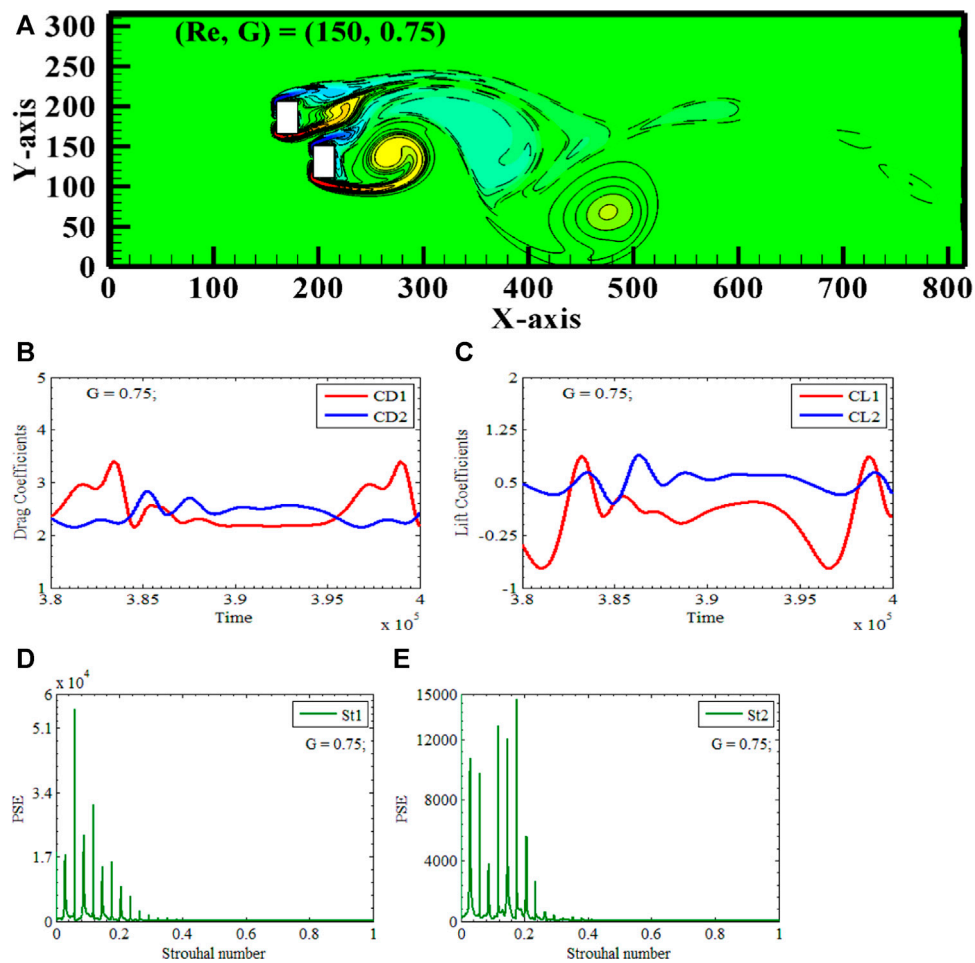 A
(Re, G) = (150, 0.75)
300
250
200
150
100
50
0
Y-axis
0 100 200 300 400 500 600 700 800
X-axis
B
G = 0.75;
CD1
CD2
5
4
3
2
1
Drag Coefficients
3.8 3.85 3.9 3.95 4
Time
x 10^5
C
G = 0.75;
CL1
CL2
2
1.25
0.5
-0.25
-1
Lift Coefficients
3.8 3.85 3.9 3.95 4
Time
x 10^5
D
x 10^4
St1
G = 0.75;
6
5.1
3.4
1.7
0
PSE
0 0.2 0.4 0.6 0.8 1
Strouhal number
E
St2
G = 0.75;
15000
12000
8000
4000
0
PSE
0 0.2 0.4 0.6 0.8 1
Strouhal number